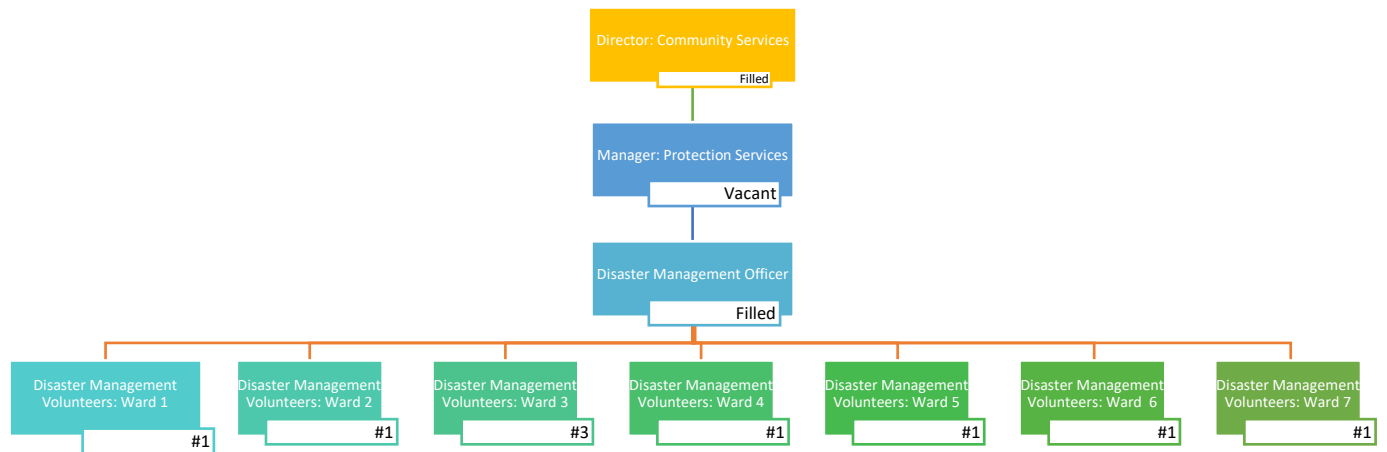 Director: Community Services
Filled
Manager: Protection Services
Vacant
Disaster Management Officer
Filled
Disaster Management
Volunteers: Ward 1
#1
Disaster Management
Volunteers: Ward 2
#1
Disaster Management
Volunteers: Ward 3
#3
Disaster Management
Volunteers: Ward 4
#1
Disaster Management
Volunteers: Ward 5
#1
Disaster Management
Volunteers: Ward  6
#1
Disaster Management
Volunteers: Ward 7
#1